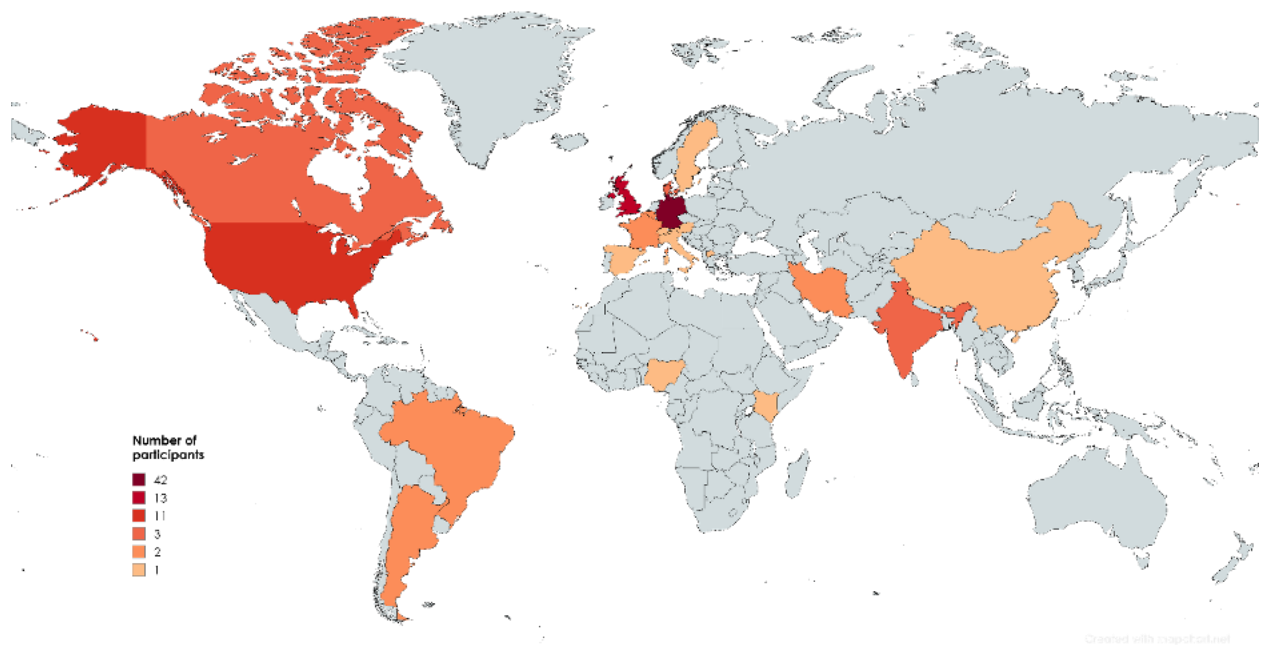 Number of
participants
42
13
11
3
2
1
Created with mapchart.net